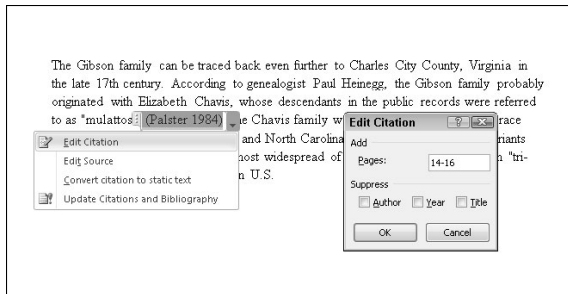 The Gibson family can be traced back even further to Charles City County, Virginia in
the late 17th century. According to genealogist Paul Heinegg, the Gibson family probably
originated with Elizabeth Chavis, whose descendants in the public records were referred
to as "mulattos (Palster 1984) e Chavis family w race
and North Carolina riants
ost widespread of n "tri-
n U.S.
Edit Citation
Edit Source
Convert citation to static text
Update Citations and Bibliography
Edit Citation
Add
Pages: 14-16
Suppress
Author Year Title
OK Cancel